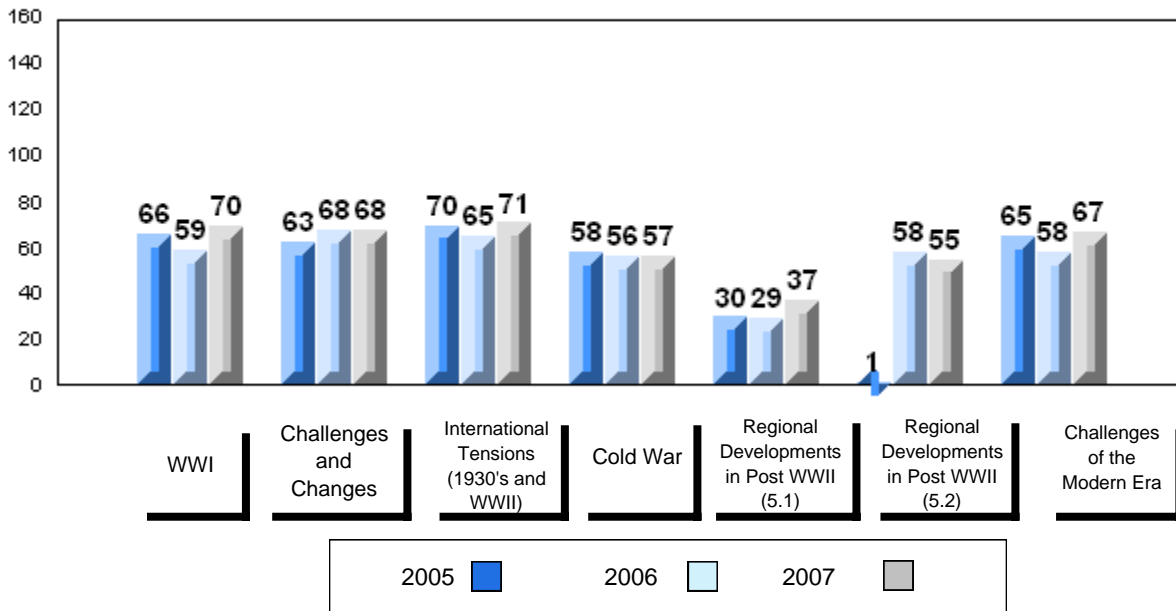 160
140
120
100
80
60
40
20
0
66 59 70
63 68 68
70 65 71
58 56 57
30 29 37
1 58 55
65 58 67
WWI
Challenges
and
Changes
International
Tensions
(1930's and
WWII)
Cold War
Regional
Developments
in Post WWII
(5.1)
Regional
Developments
in Post WWII
(5.2)
Challenges
of the
Modern Era
2005 2006 2007